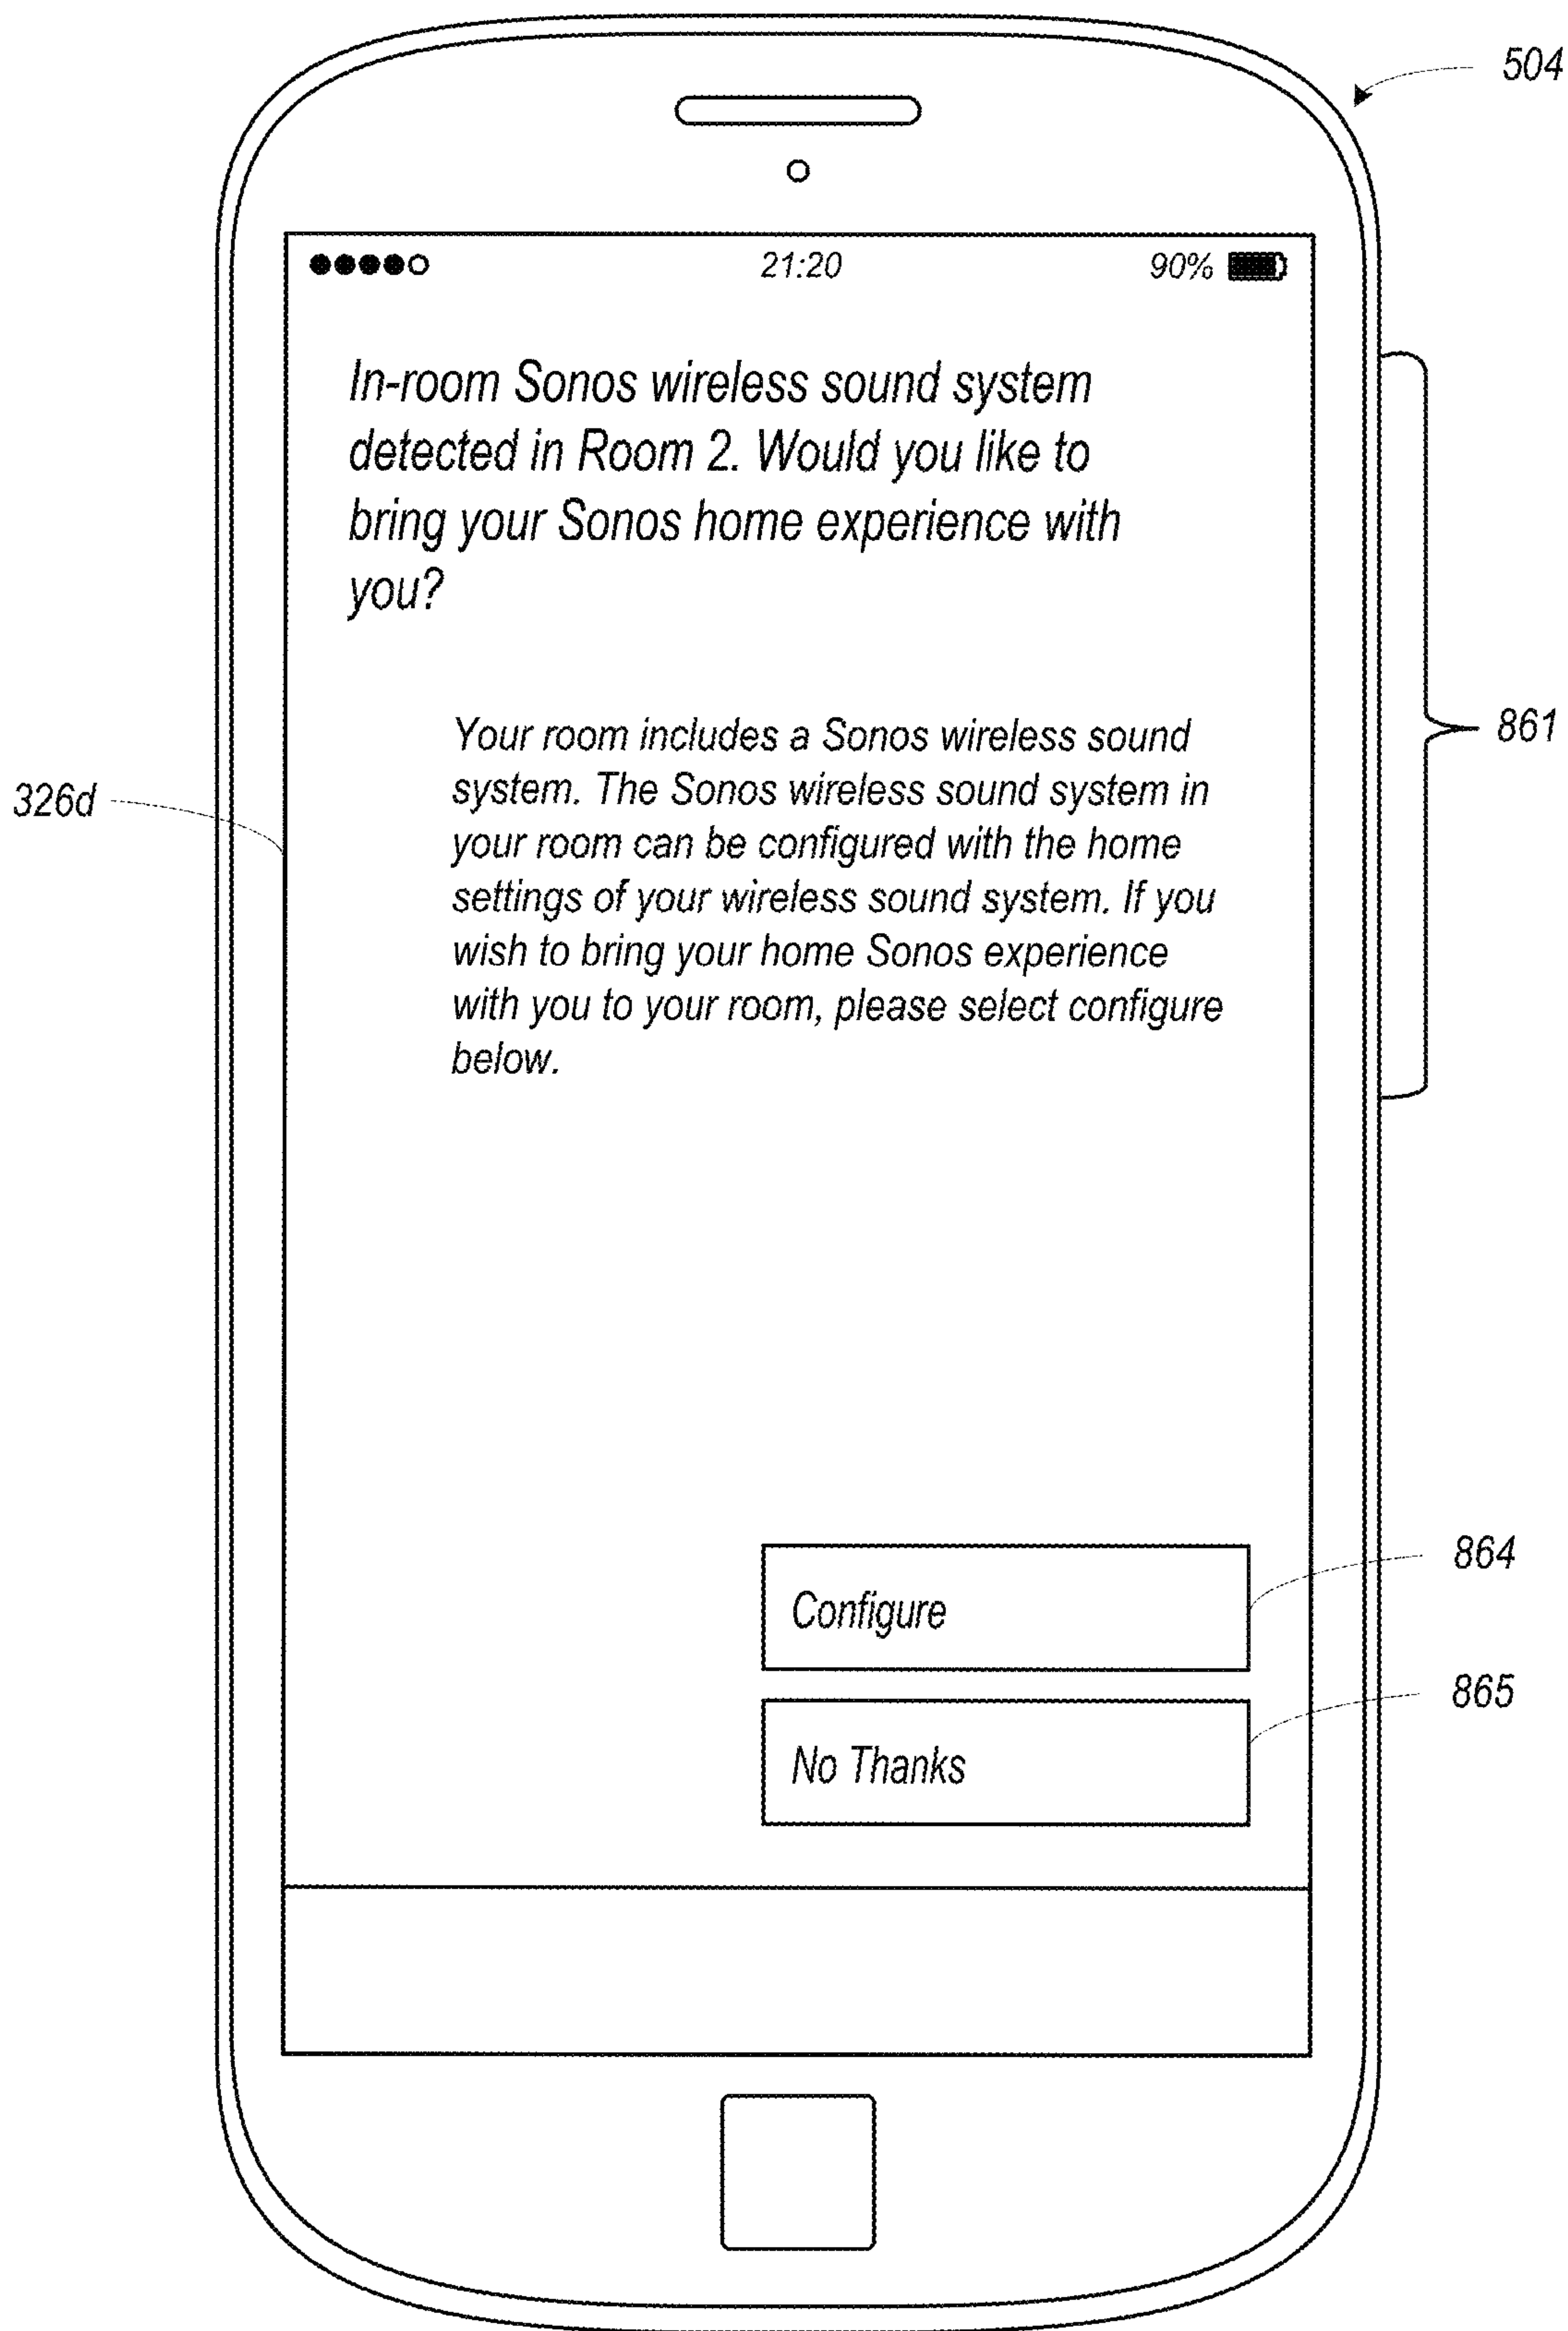 504
21:20 90%
In-room Sonos wireless sound system
detected in Room 2. Would you like to
bring your Sonos home experience with
you?
861
Your room includes a Sonos wireless sound
system. The Sonos wireless sound system in
your room can be configured with the home
settings of your wireless sound system. If you
wish to bring your home Sonos experience
with you to your room, please select configure
below.
326d
864
Configure
865
No Thanks